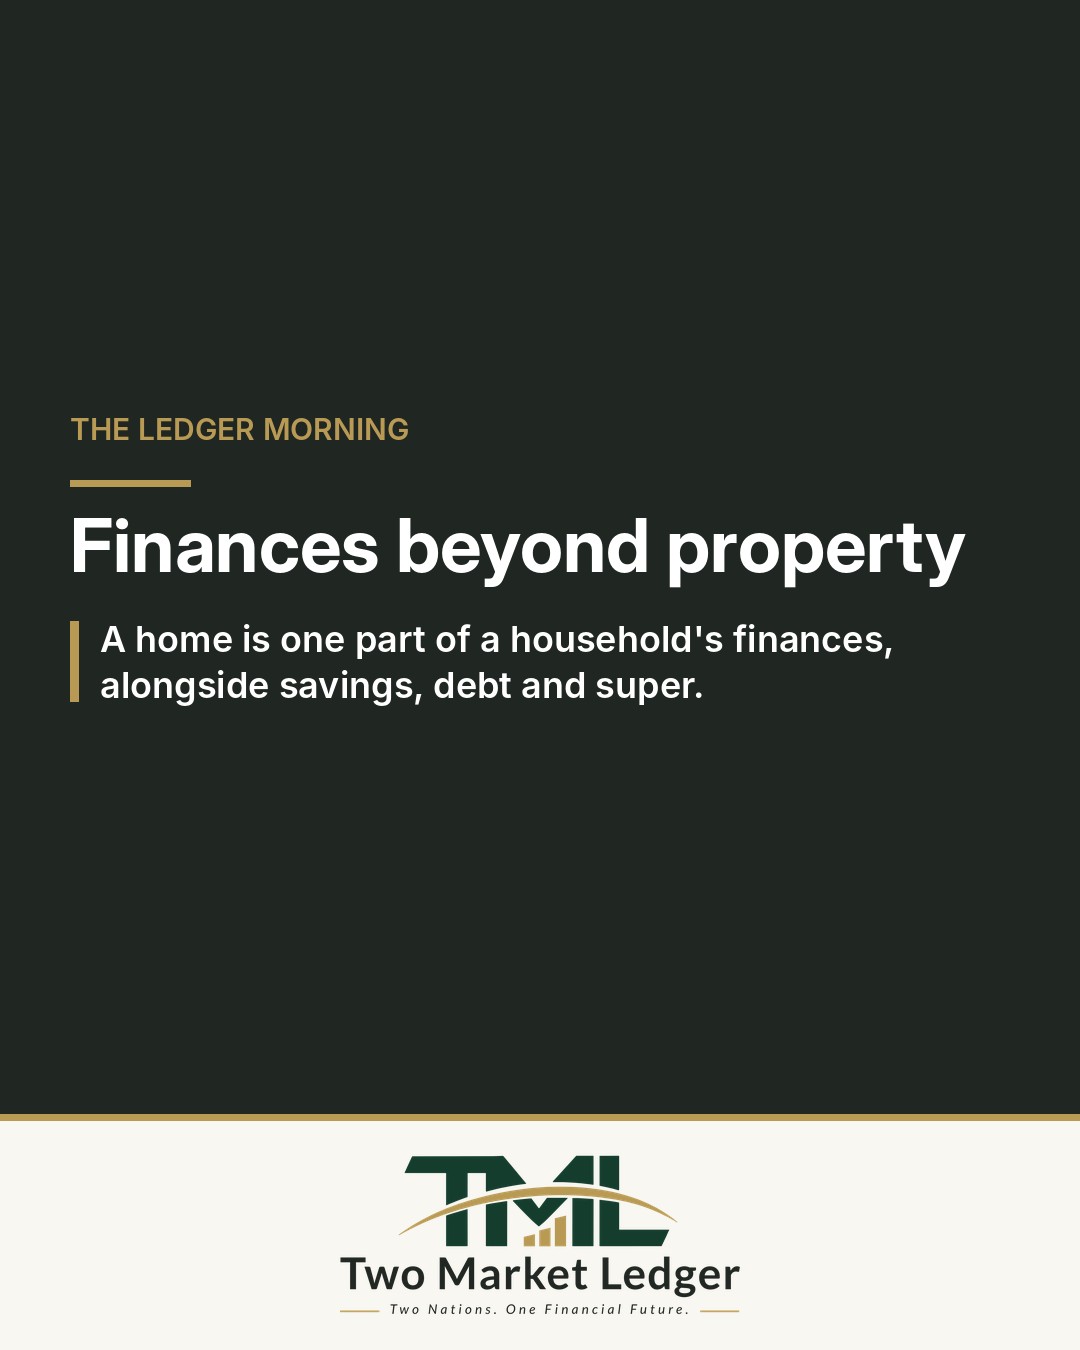 THE LEDGER MORNING
Finances beyond property
A home is one part of a household's finances,
alongside savings, debt and super.
TML
Two Market Ledger
Two Nations. One Financial Future.